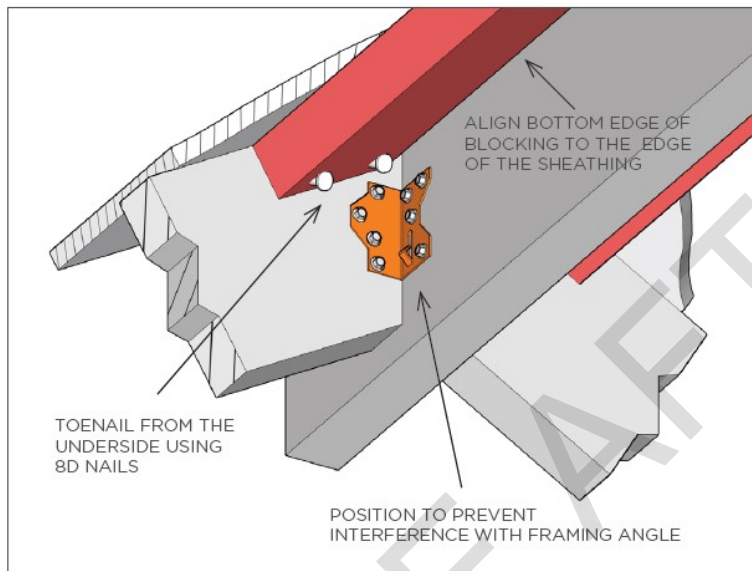 ALIGN BOTTOM EDGE OF
BLOCKING TO THE EDGE
OF THE SHEATHING
TOENAIL FROM THE
UNDERSIDE USING
8D NAILS
POSITION TO PREVENT
INTERFERENCE WITH FRAMING ANGLE